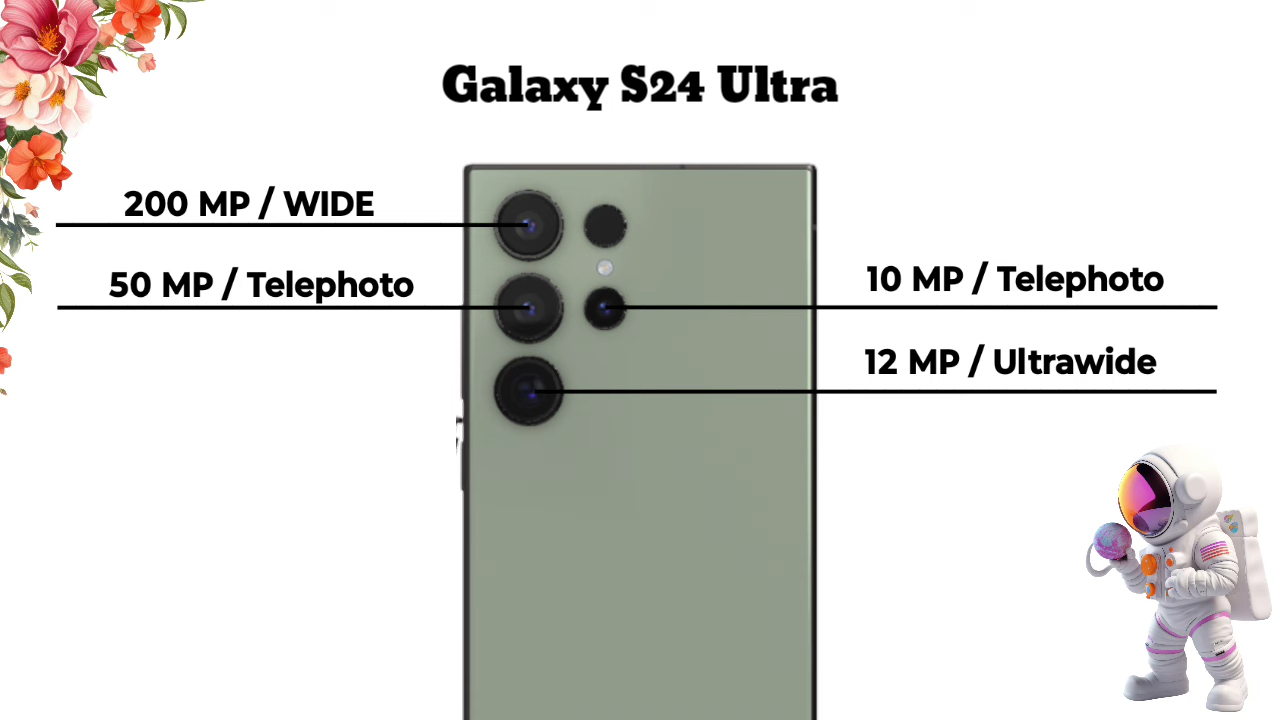 Galaxy S24 Ultra
200 MP / WIDE
50 MP / Telephoto
10 MP / Telephoto
12 MP / Ultrawide